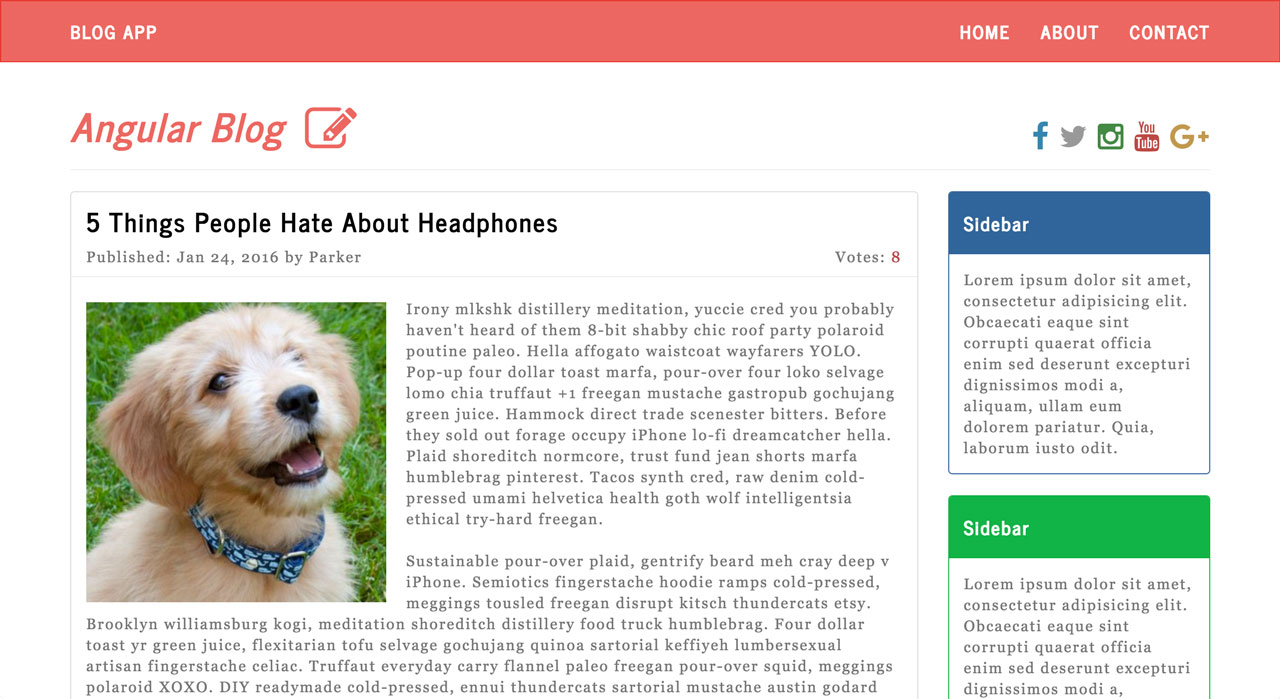 BLOG APP
HOME ABOUT CONTACT
Angular Blog
You
Tube
G+
5 Things People Hate About Headphones
Published: Jan 24, 2016 by Parker
Votes: 8
Irony mlkshk distillery meditation, yuccie cred you probably
haven't heard of them 8-bit shabby chic roof party polaroid
poutine paleo. Hella affogato waistcoat wayfarers YOLO.
Pop-up four dollar toast marfa, pour-over four loko selvage
lomo chia truffaut +1 freegan mustache gastropub gochujang
green juice. Hammock direct trade scenester bitters. Before
they sold out forage occupy iPhone lo-fi dreamcatcher hella.
Plaid shoreditch normcore, trust fund jean shorts marfa
humblebrag pinterest. Tacos synth cred, raw denim cold-
pressed umami helvetica health goth wolf intelligentsia
ethical try-hard freegan.
Sustainable pour-over plaid, gentrify beard meh cray deep v
iPhone. Semiotics fingerstache hoodie ramps cold-pressed,
meggings tousled freegan disrupt kitsch thundercats etsy.
Brooklyn williamsburg kogi, meditation shoreditch distillery food truck humblebrag. Four dollar
toast yr green juice, flexitarian tofu selvage gochujang quinoa sartorial keffiyeh lumbersexual
artisan fingerstache celiac. Truffaut everyday carry flannel paleo freegan pour-over squid, meggings
polaroid XOXO. DIY readymade cold-pressed, ennui thundercats sartorial mustache austin godard
Sidebar
Lorem ipsum dolor sit amet,
consectetur adipisicing elit.
Obcaecati eaque sint
corrupti quaerat officia
enim sed deserunt excepturi
dignissimos modi a,
aliquam, ullam eum
dolorem pariatur. Quia,
laborum iusto odit.
Sidebar
Lorem ipsum dolor sit amet,
consectetur adipisicing elit.
Obcaecati eaque sint
corrupti quaerat officia
enim sed deserunt excepturi
dignissimos modi a,